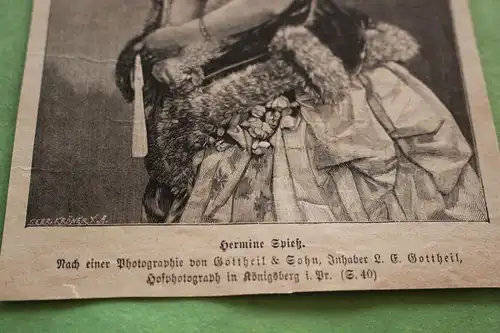 Hermine Spieß.
Nach einer Photographie von Gottheil & Sohn, Inhaber L. E. Gottheil,
Hofphotograph in Königsberg i. Pr. (S. 40)